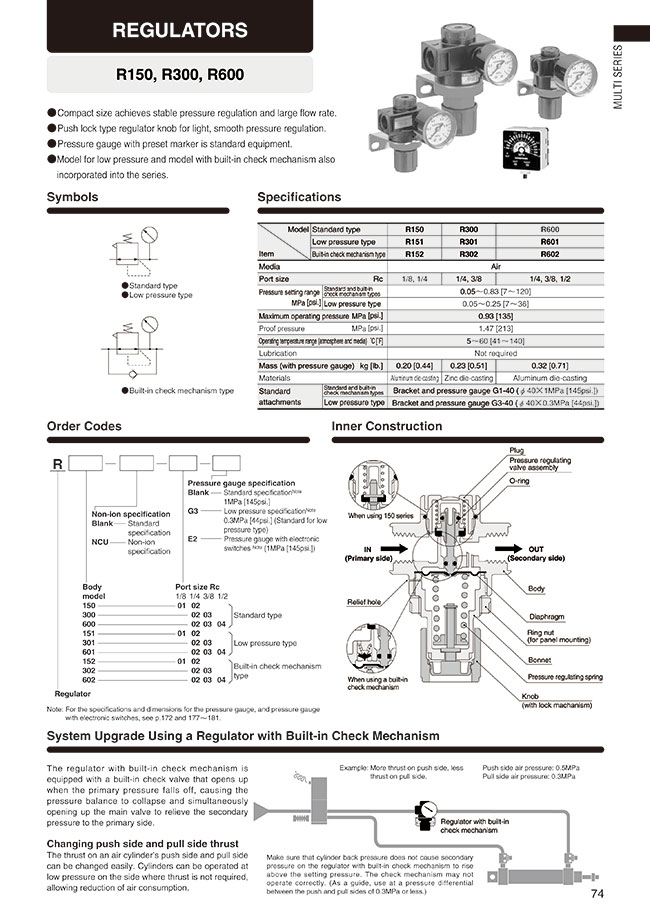 REGULATORS
R150, R300, R600
MULTI SERIES
●Compact size achieves stable pressure regulation and large flow rate.
●Push lock type regulator knob for light, smooth pressure regulation.
●Pressure gauge with preset marker is standard equipment.
●Model for low pressure and model with built-in check mechanism also
incorporated into the series.
Symbols
●Standard type
●Low pressure type
●Built-in check mechanism type
Specifications
Model Standard type R150 R300 R600
Low pressure type R151 R301 R601
Item Built-in check mechanism type R152 R302 R602
Media Air
Port size Rc 1/8, 1/4 1/4, 3/8 1/4, 3/8, 1/2
Pressure setting range Standard and built-in check mechanism types 0.05～0.83 [7～120]
MPa [psi.] Low pressure type 0.05～0.25 [7～36]
Maximum operating pressure MPa [psi.] 0.93 [135]
Proof pressure MPa [psi.] 1.47 [213]
Operating temperature range (atmosphere and media) ℃ [°F] 5～60 [41～140]
Lubrication Not required
Mass (with pressure gauge) kg [lb.] 0.20 [0.44] 0.23 [0.51] 0.32 [0.71]
Materials Aluminum die-casting Zinc die-casting Aluminum die-casting
Standard attachments Standard and built-in check mechanism types Bracket and pressure gauge G1-40 ( φ 40×1MPa [145psi.])
Low pressure type Bracket and pressure gauge G3-40 ( φ 40×0.3MPa [44psi.])
Order Codes
R
Pressure gauge specification
Blank Standard specification Note
1MPa [145psi.]
G3 Low pressure specification Note
0.3MPa [44psi.] (Standard for low
pressure type)
E2 Pressure gauge with electronic
switches Note (1MPa [145psi.])
Non-ion specification
Blank Standard
specification
NCU Non-ion
specification
Body Port size Rc
model 1/8 1/4 3/8 1/2
150 01 02
300 02 03 Standard type
600 02 03 04
151 01 02
301 02 03 Low pressure type
601 02 03 04
152 01 02
302 02 03 Built-in check mechanism
602 02 03 04 type
Regulator
Note: For the specifications and dimensions for the pressure gauge, and pressure gauge
with electronic switches, see p.172 and 177～181.
Inner Construction
Plug
Pressure regulating
valve assembly
O-ring
When using 150 series
IN
(Primary side)
OUT
(Secondary side)
Body
Relief hole
Diaphragm
Ring nut
(for panel mounting)
Bonnet
When using a built-in
check mechanism
Pressure regulating spring
Knob
(with lock machanism)
System Upgrade Using a Regulator with Built-in Check Mechanism
The regulator with built-in check mechanism is
equipped with a built-in check valve that opens up
when the primary pressure falls off, causing the
pressure balance to collapse and simultaneously
opening up the main valve to relieve the secondary
pressure to the primary side.
Changing push side and pull side thrust
The thrust on an air cylinder's push side and pull side
can be changed easily. Cylinders can be operated at
low pressure on the side where thrust is not required,
allowing reduction of air consumption.
Example: More thrust on push side, less
thrust on pull side.
Push side air pressure: 0.5MPa
Pull side air pressure: 0.3MPa
Regulator with built-in
check mechanism
Make sure that cylinder back pressure does not cause secondary
pressure on the regulator with built-in check mechanism to rise
above the setting pressure. The check mechanism may not
operate correctly. (As a guide, use at a pressure differential
between the push and pull sides of 0.3MPa or less.)
74